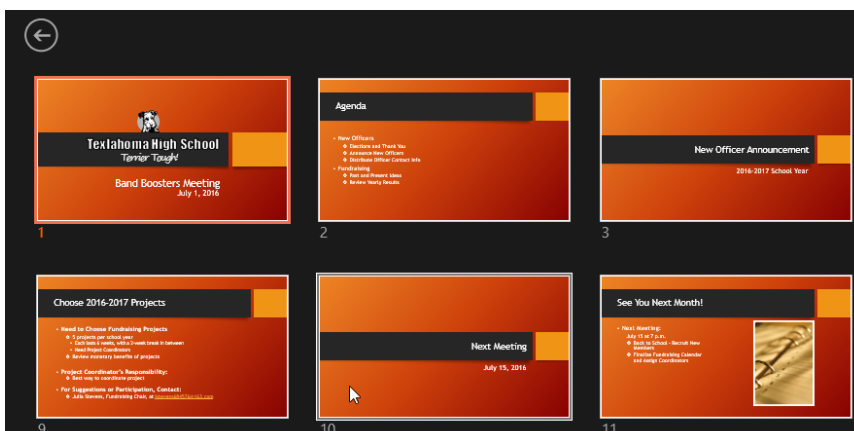 Texlahoma High School
Terrier Tough!
Band Boosters Meeting
July 1, 2016
1
Agenda
• New Officers
❖ Elections and Thank You
❖ Announce New Officers
❖ Distribute Officer Contact Info
• Fundraising
❖ Past and Present Ideas
❖ Review Yearly Results
2
New Officer Announcement
2016-2017 School Year
3
Choose 2016-2017 Projects
• Need to Choose Fundraising Projects
❖ 5 projects per school year
• Each lasts 6 weeks, with a 2-week break in between
• Need Project Coordinators
❖ Review monetary benefits of projects
• Project Coordinator's Responsibility:
❖ Best way to coordinate project
• For Suggestions or Participation, Contact:
❖ Julia Stevens, Fundraising Chair, at
9
Next Meeting
July 15, 2016
10
See You Next Month!
• Next Meeting:
July 15 at 7 p.m.
❖ Back to School - Recruit New
Members
❖ Finalize Fundraising Calendar
and Assign Coordinators
11